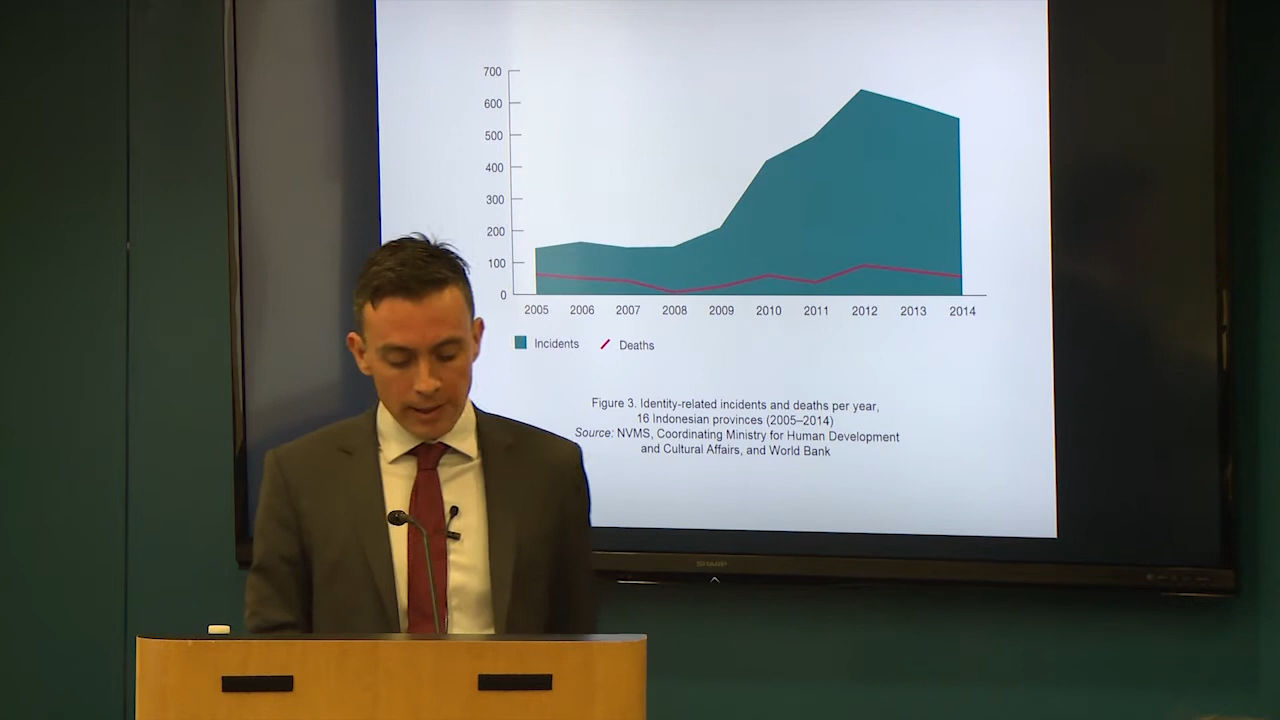 700
600
500
400
300
200
100
0
2005 2006 2007 2008 2009 2010 2011 2012 2013 2014
Incidents Deaths
Figure 3. Identity-related incidents and deaths per year,
16 Indonesian provinces (2005–2014)
Source: NVMS, Coordinating Ministry for Human Development
and Cultural Affairs, and World Bank
SHARP